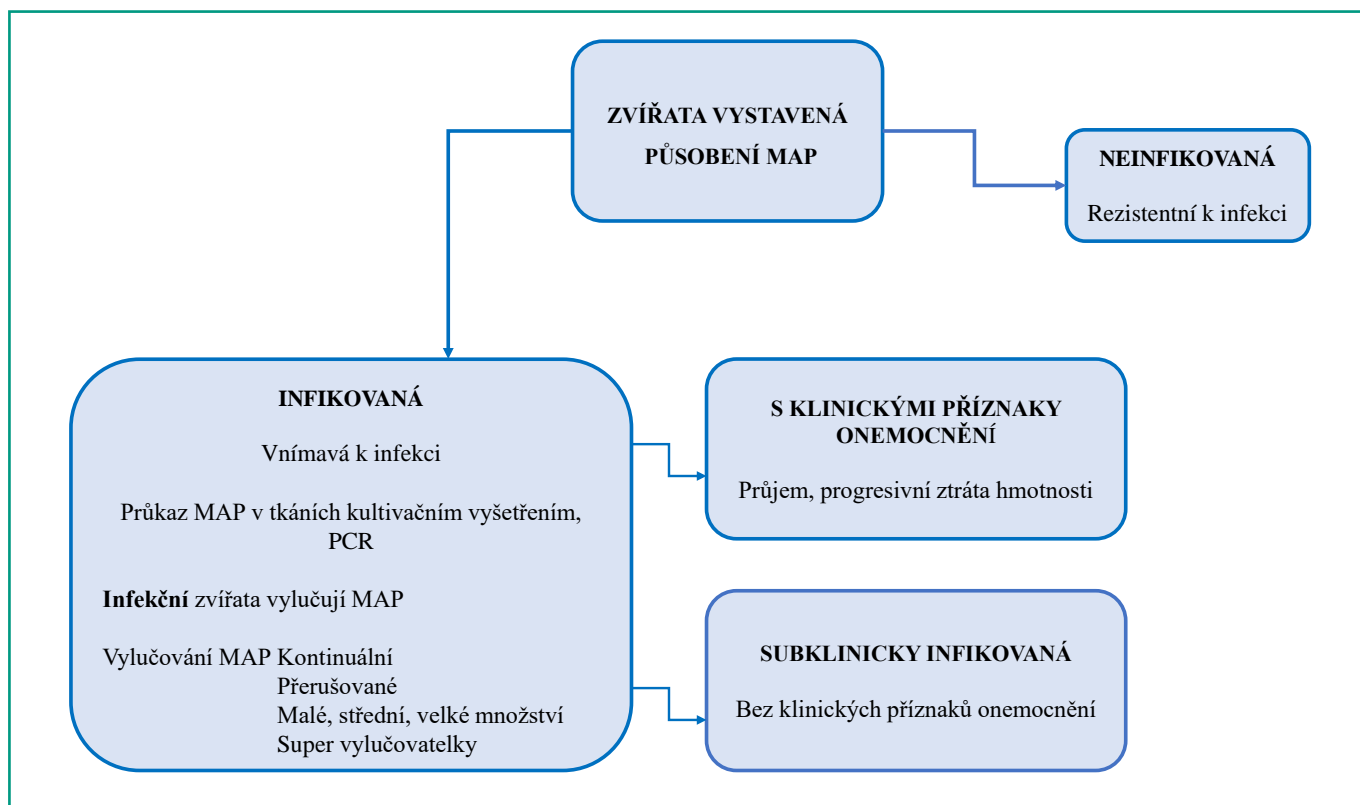 ZVÍŘATA VYSTAVENÁ
PŮSOBENÍ MAP
NEINFIKOVANÁ
Rezistentní k infekci
INFIKOVANÁ
Vnímavá k infekci
Průkaz MAP v tkáních kultivačním vyšetřením,
PCR
Infekční zvířata vylučují MAP
Vylučování MAP Kontinuální
Přerušované
Malé, střední, velké množství
Super vylučovatelky
S KLINICKÝMI PŘÍZNAKY
ONEMOCNĚNÍ
Průjem, progresivní ztráta hmotnosti
SUBKLINICKY INFIKOVANÁ
Bez klinických příznaků onemocnění